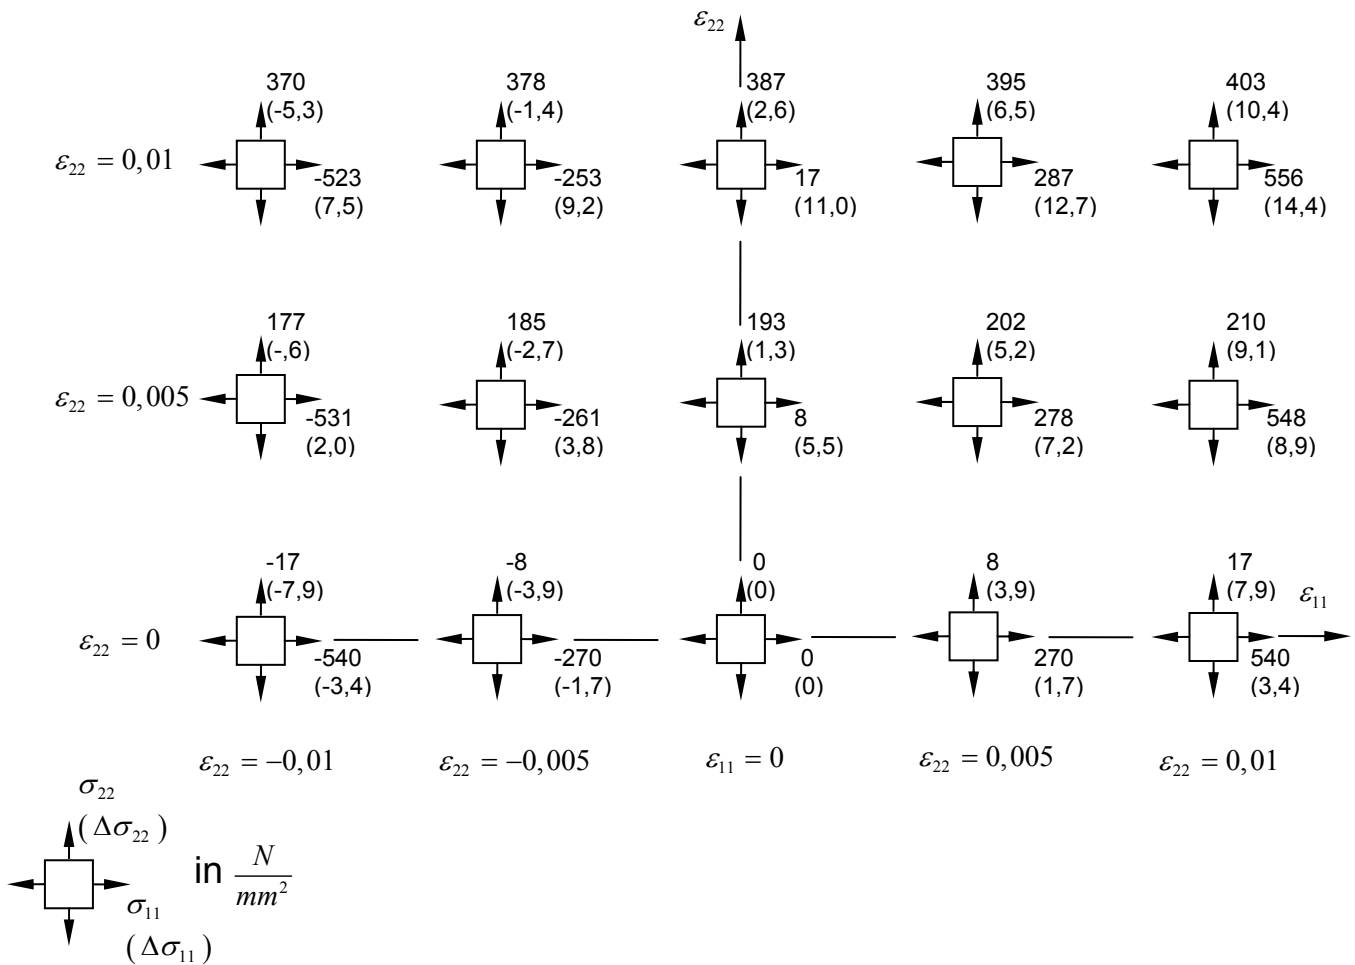 ε₂₂
370 378 387 395 403
(-5,3) (-1,4) (2,6) (6,5) (10,4)
ε₂₂ = 0,01
-523 -253 17 287 556
(7,5) (9,2) (11,0) (12,7) (14,4)
177 185 193 202 210
(-,6) (-2,7) (1,3) (5,2) (9,1)
ε₂₂ = 0,005
-531 -261 8 278 548
(2,0) (3,8) (5,5) (7,2) (8,9)
-17 -8 0 8 17
(-7,9) (-3,9) (0) (3,9) (7,9) ε₁₁
ε₂₂ = 0
-540 -270 0 270 540
(-3,4) (-1,7) (0) (1,7) (3,4)
ε₂₂ = −0,01 ε₂₂ = −0,005 ε₁₁ = 0 ε₂₂ = 0,005 ε₂₂ = 0,01
σ₂₂
(Δσ₂₂)
in N/mm²
σ₁₁
(Δσ₁₁)